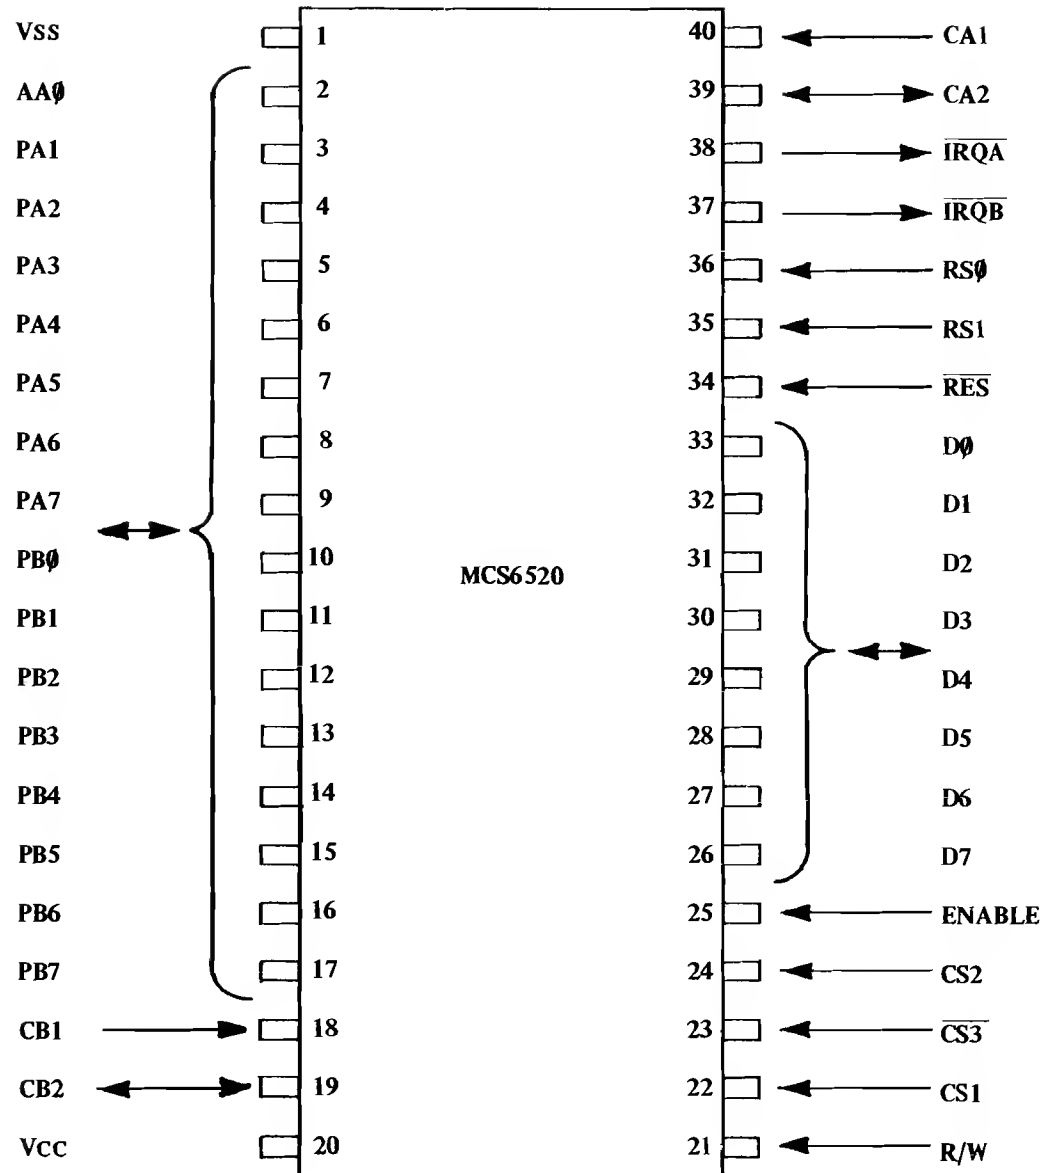 VSS 1 40 CA1
AAØ 2 39 CA2
PA1 3 38 I̅R̅Q̅A̅
PA2 4 37 I̅R̅Q̅B̅
PA3 5 36 RSØ
PA4 6 35 RS1
PA5 7 34 R̅E̅S̅
PA6 8 33 DØ
PA7 9 32 D1
PBØ 10 31 D2
MCS6520
PB1 11 30 D3
PB2 12 29 D4
PB3 13 28 D5
PB4 14 27 D6
PB5 15 26 D7
PB6 16 25 ENABLE
PB7 17 24 CS2
CB1 18 23 C̅S̅3̅
CB2 19 22 CS1
VCC 20 21 R/W